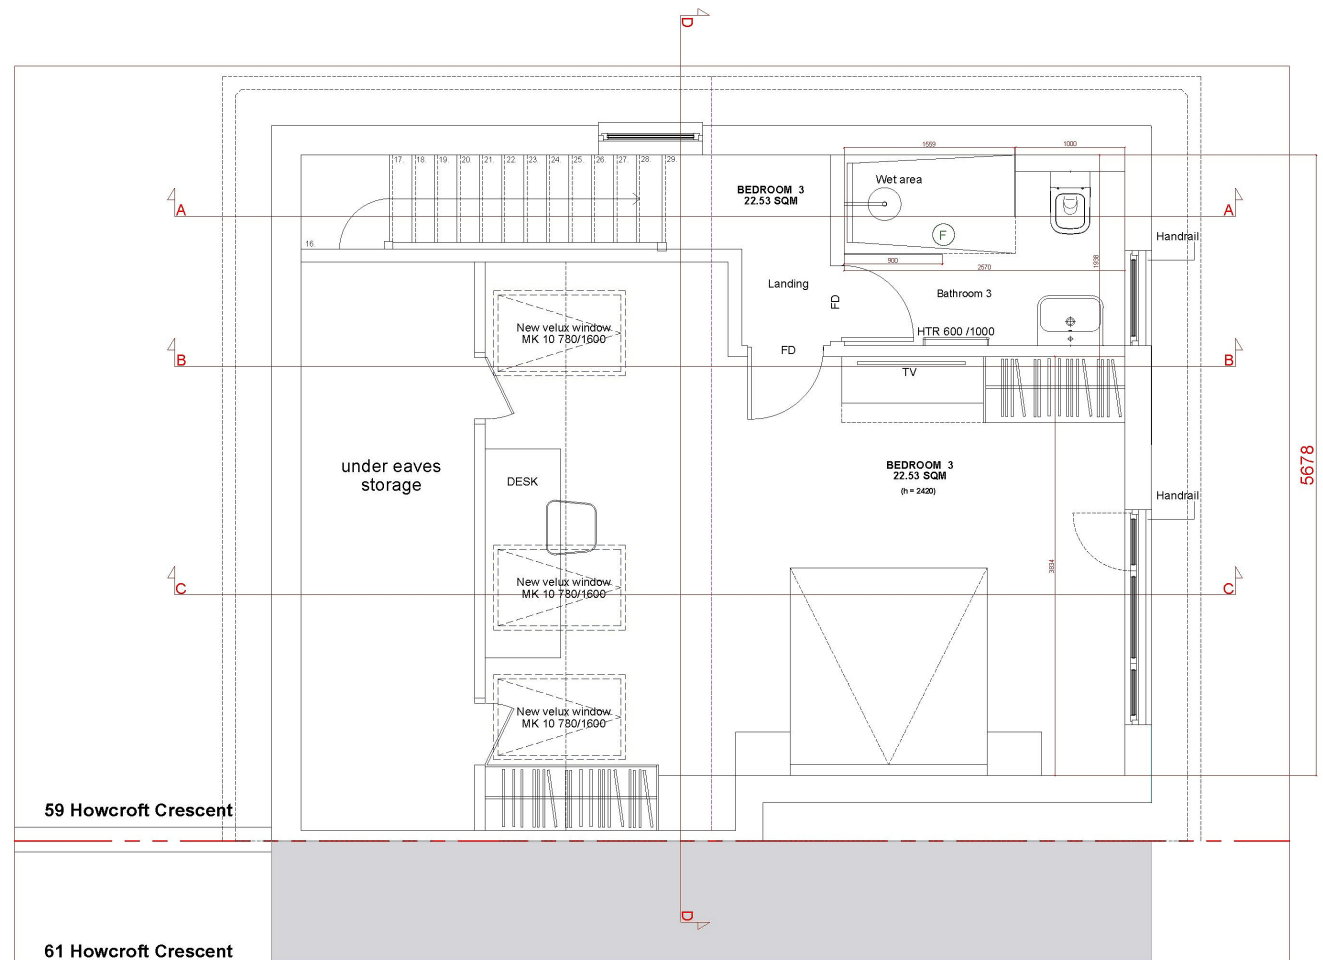 D
1569
1000
17.
18.
19.
20.
21.
22.
23.
24.
25.
26.
27.
28.
29.
Wet area
BEDROOM 3
22.53 SQM
A
A
F
Handrail
16.
900
2570
1936
Landing
FD
Bathroom 3
New velux window
MK 10 780/1600
HTR 600 /1000
FD
B
B
TV
under eaves
storage
DESK
BEDROOM 3
22.53 SQM
(h = 2420)
5678
Handrail
3834
New velux window
MK 10 780/1600
C
C
New velux window
MK 10 780/1600
59 Howcroft Crescent
D
61 Howcroft Crescent